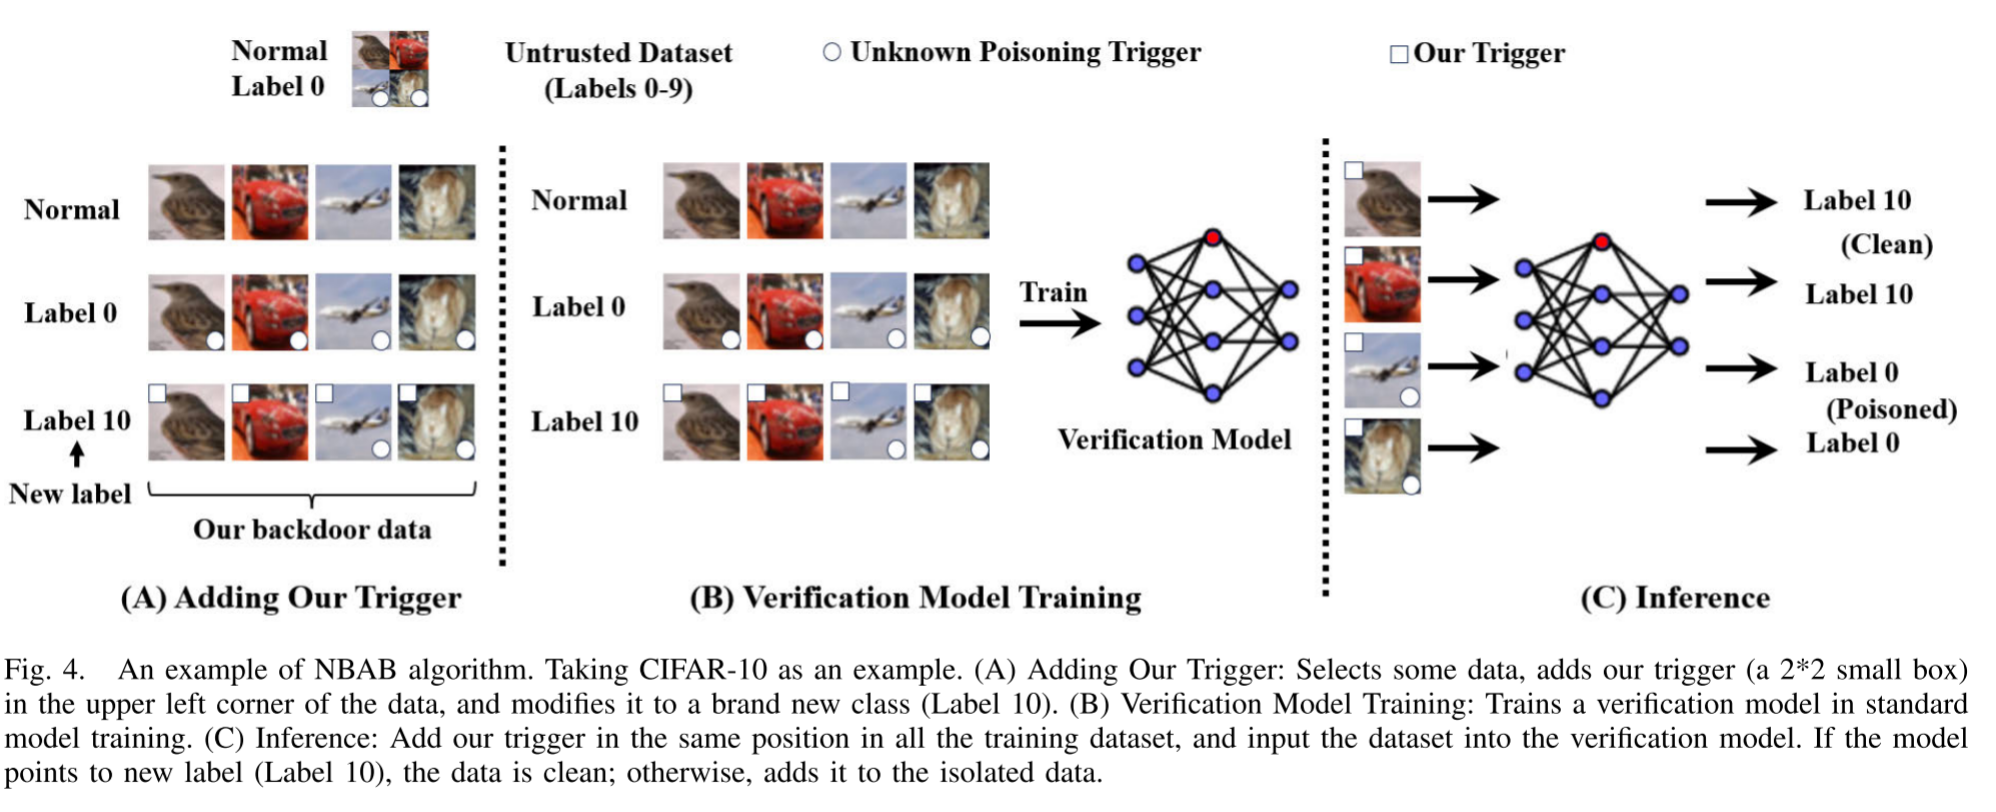 Normal
Label 0
Untrusted Dataset
(Labels 0-9)
Unknown Poisoning Trigger
Our Trigger
Normal
Label 0
Label 10
New label
Our backdoor data
(A) Adding Our Trigger
Normal
Label 0
Label 10
Train
Verification Model
(B) Verification Model Training
Label 10
(Clean)
Label 10
Label 0
(Poisoned)
Label 0
(C) Inference
Fig. 4. An example of NBAB algorithm. Taking CIFAR-10 as an example. (A) Adding Our Trigger: Selects some data, adds our trigger (a 2*2 small box)
in the upper left corner of the data, and modifies it to a brand new class (Label 10). (B) Verification Model Training: Trains a verification model in standard
model training. (C) Inference: Add our trigger in the same position in all the training dataset, and input the dataset into the verification model. If the model
points to new label (Label 10), the data is clean; otherwise, adds it to the isolated data.